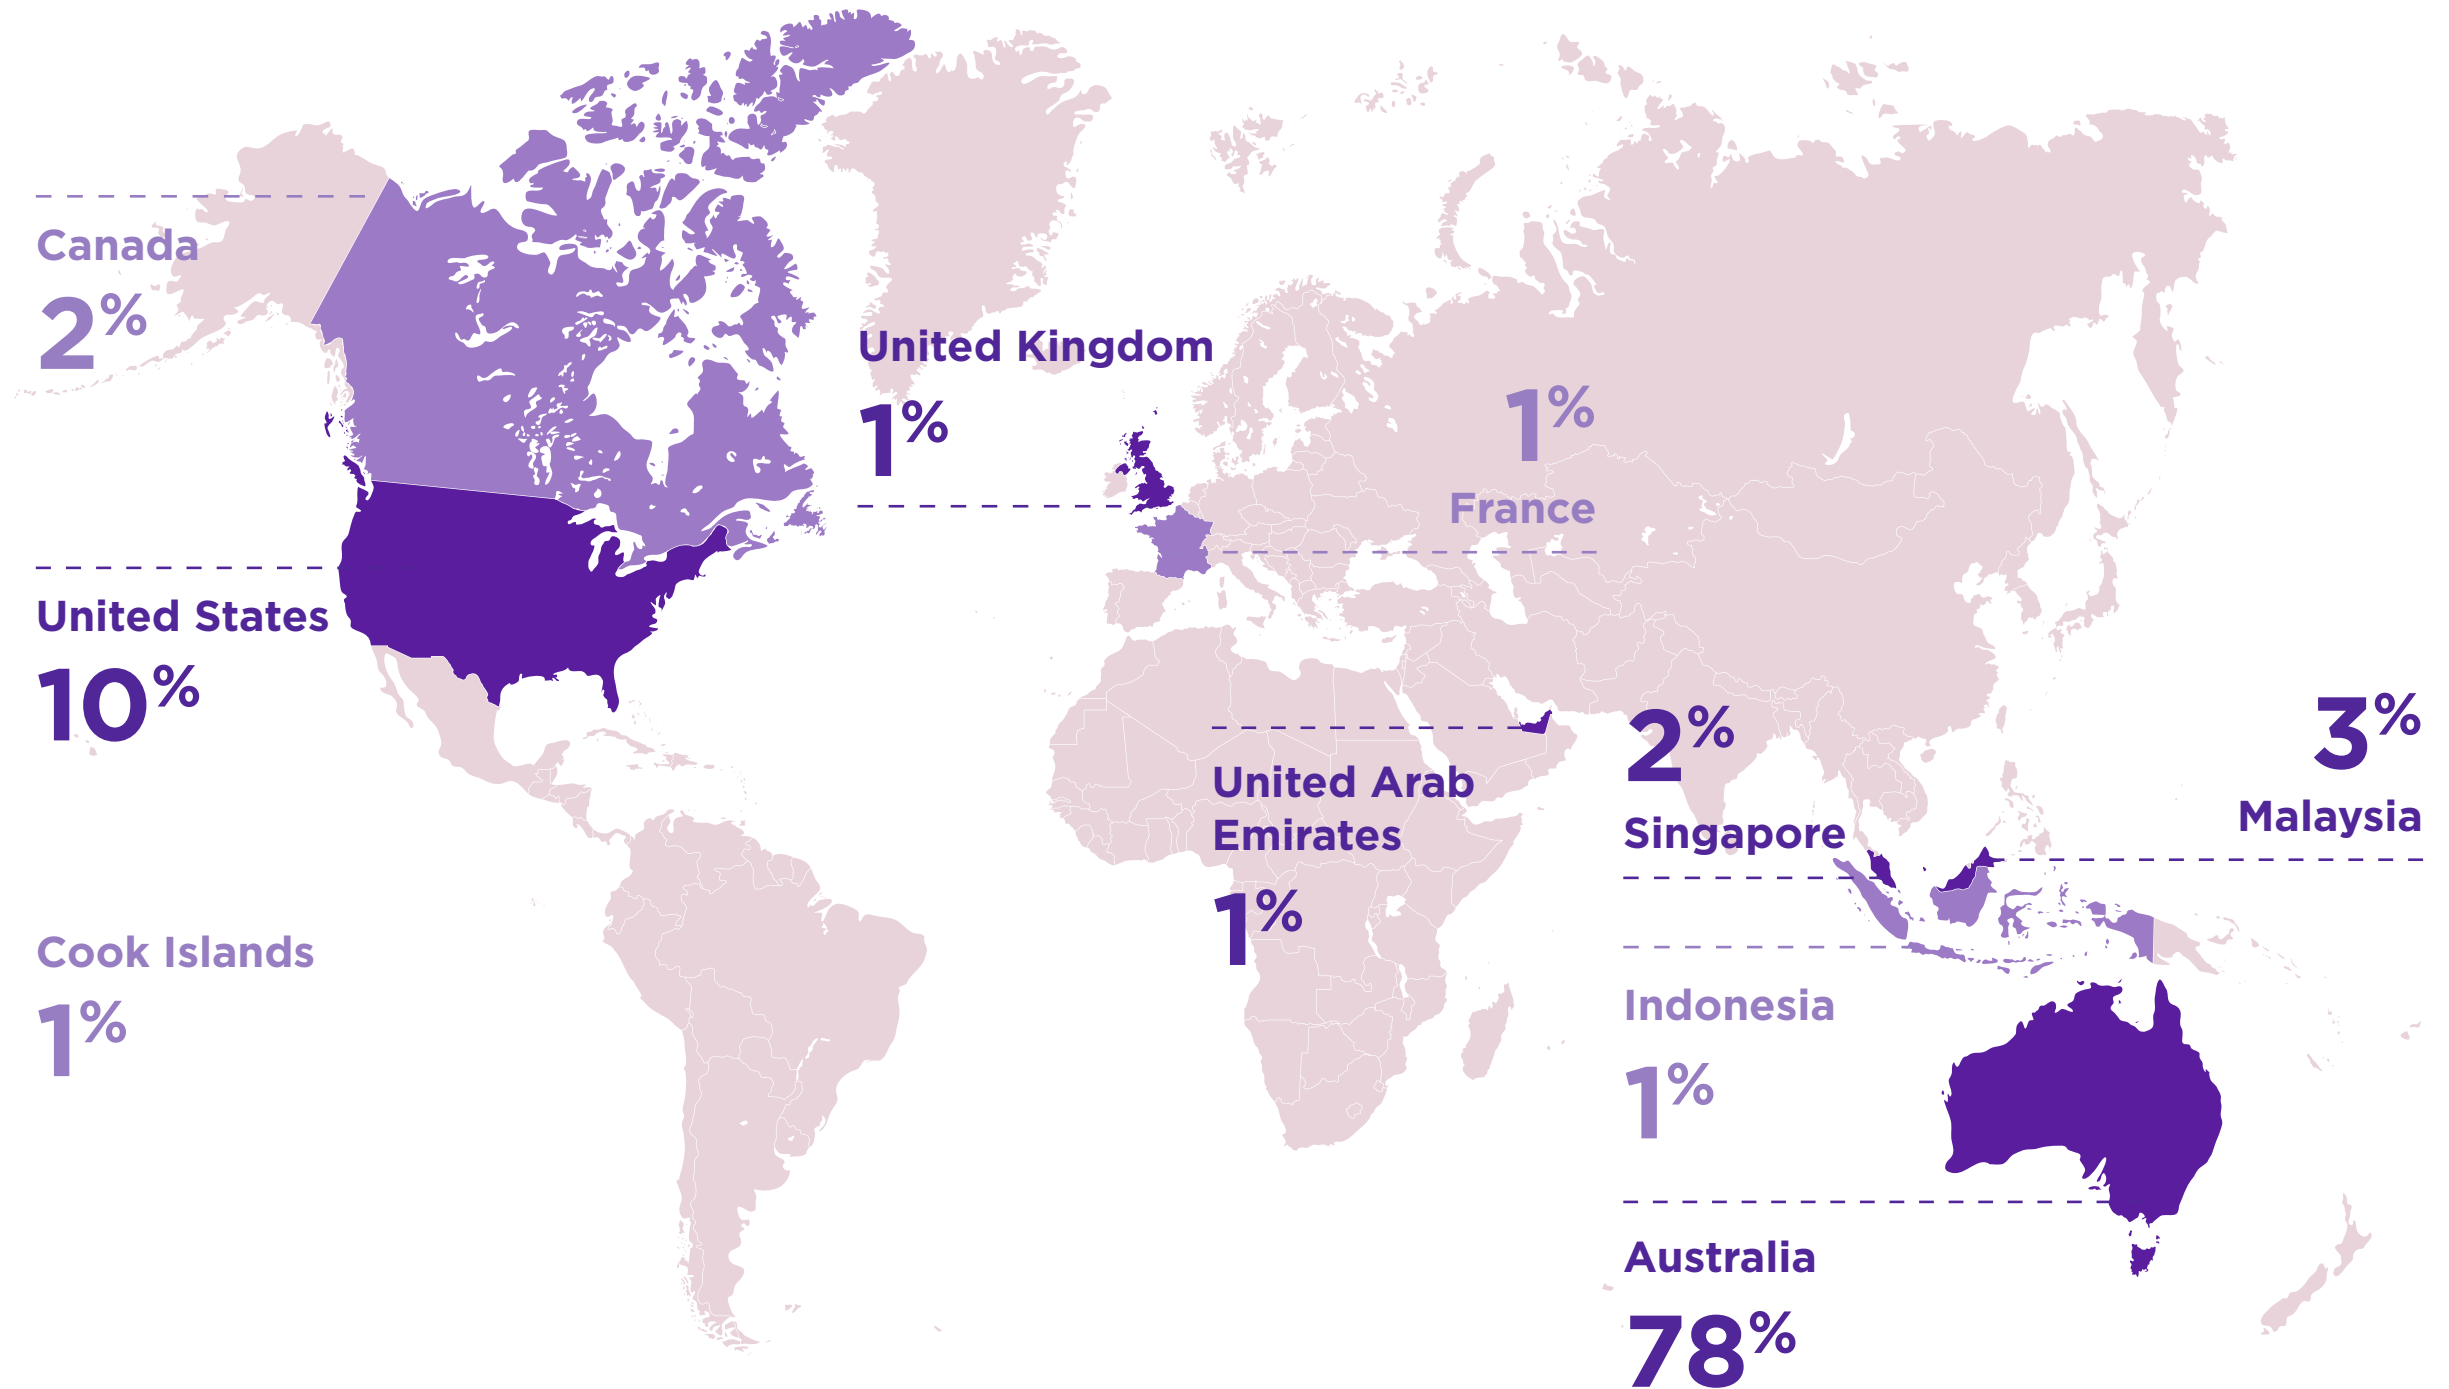 Canada
2%
United States
10%
Cook Islands
1%
United Kingdom
1%
1%
France
United Arab
Emirates
1%
2%
Singapore
3%
Malaysia
Indonesia
1%
Australia
78%